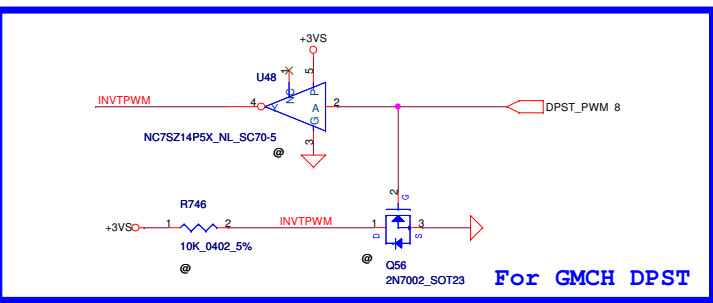 +3VS
U48
1
NC
5
P
INVTPWM
4
Y
A
2
DPST_PWM 8
G
3
NC7SZ14P5X_NL_SC70-5
@
2
G
R746
+3VS
1
2
INVTPWM
1
D
S
3
10K_0402_5%
@
@
Q56
2N7002_SOT23
For GMCH DPST